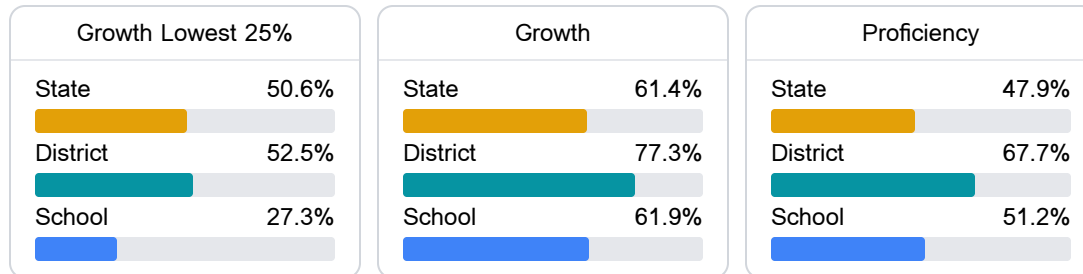 Growth Lowest 25%
State 50.6%
District 52.5%
School 27.3%
Growth
State 61.4%
District 77.3%
School 61.9%
Proficiency
State 47.9%
District 67.7%
School 51.2%